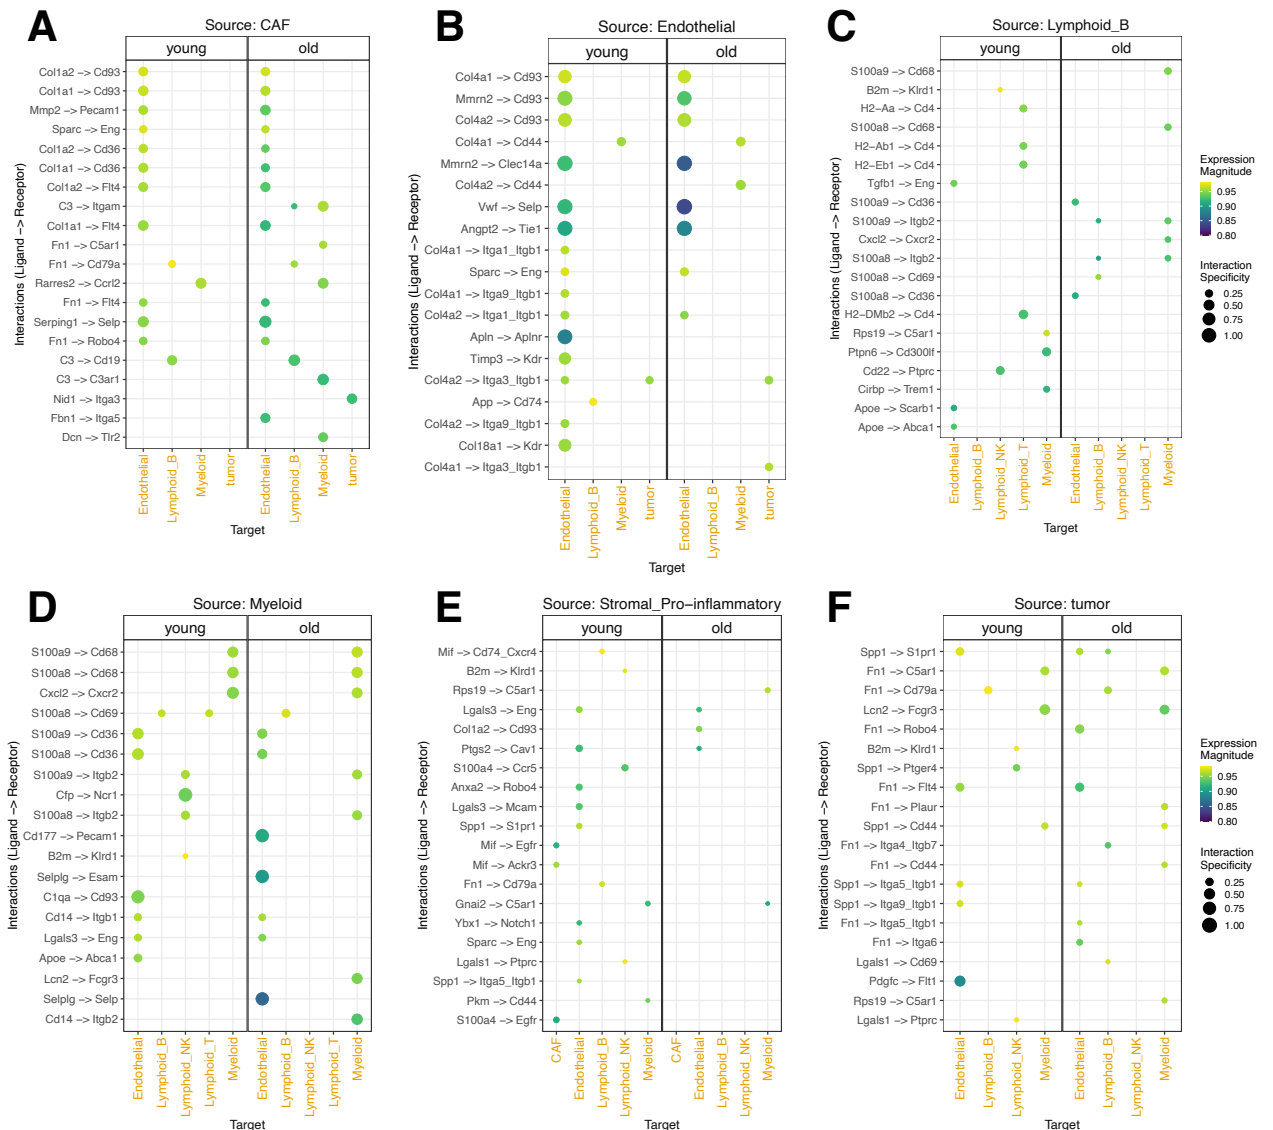 A
Source: CAF
young
old
Interactions (Ligand −> Receptor)
Col1a2 −> Cd93
Col1a1 −> Cd93
Mmp2 −> Pecam1
Sparc −> Eng
Col1a2 −> Cd36
Col1a1 −> Cd36
Col1a2 −> Flt4
C3 −> Itgam
Col1a1 −> Flt4
Fn1 −> C5ar1
Fn1 −> Cd79a
Rarres2 −> Ccrl2
Fn1 −> Flt4
Serping1 −> Selp
Fn1 −> Robo4
C3 −> Cd19
C3 −> C3ar1
Nid1 −> Itga3
Fbn1 −> Itga5
Dcn −> Tlr2
Endothelial
Lymphoid_B
Myeloid
tumor
Endothelial
Lymphoid_B
Myeloid
tumor
Target
B
Source: Endothelial
young
old
Interactions (Ligand −> Receptor)
Col4a1 −> Cd93
Mmrn2 −> Cd93
Col4a2 −> Cd93
Col4a1 −> Cd44
Mmrn2 −> Clec14a
Col4a2 −> Cd44
Vwf −> Selp
Angpt2 −> Tie1
Col4a1 −> Itga1_Itgb1
Sparc −> Eng
Col4a1 −> Itga9_Itgb1
Col4a2 −> Itga1_Itgb1
Apln −> Aplnr
Timp3 −> Kdr
Col4a2 −> Itga3_Itgb1
App −> Cd74
Col4a2 −> Itga9_Itgb1
Col18a1 −> Kdr
Col4a1 −> Itga3_Itgb1
Endothelial
Lymphoid_B
Myeloid
tumor
Endothelial
Lymphoid_B
Myeloid
tumor
Target
C
Source: Lymphoid_B
young
old
Interactions (Ligand −> Receptor)
S100a9 −> Cd68
B2m −> Klrd1
H2−Aa −> Cd4
S100a8 −> Cd68
H2−Ab1 −> Cd4
H2−Eb1 −> Cd4
Tgfb1 −> Eng
S100a9 −> Cd36
S100a9 −> Itgb2
Cxcl2 −> Cxcr2
S100a8 −> Itgb2
S100a8 −> Cd69
S100a8 −> Cd36
H2−DMb2 −> Cd4
Rps19 −> C5ar1
Ptpn6 −> Cd300lf
Cd22 −> Ptprc
Cirbp −> Trem1
Apoe −> Scarb1
Apoe −> Abca1
Endothelial
Lymphoid_B
Lymphoid_NK
Lymphoid_T
Myeloid
Endothelial
Lymphoid_B
Lymphoid_NK
Lymphoid_T
Myeloid
Target
Expression
Magnitude
0.95
0.90
0.85
0.80
Interaction
Specificity
0.25
0.50
0.75
1.00
D
Source: Myeloid
young
old
Interactions (Ligand −> Receptor)
S100a9 −> Cd68
S100a8 −> Cd68
Cxcl2 −> Cxcr2
S100a8 −> Cd69
S100a9 −> Cd36
S100a8 −> Cd36
S100a9 −> Itgb2
Cfp −> Ncr1
S100a8 −> Itgb2
Cd177 −> Pecam1
B2m −> Klrd1
Selplg −> Esam
C1qa −> Cd93
Cd14 −> Itgb1
Lgals3 −> Eng
Apoe −> Abca1
Lcn2 −> Fcgr3
Selplg −> Selp
Cd14 −> Itgb2
Endothelial
Lymphoid_B
Lymphoid_NK
Lymphoid_T
Myeloid
Endothelial
Lymphoid_B
Lymphoid_NK
Lymphoid_T
Myeloid
Target
E
Source: Stromal_Pro−inflammatory
young
old
Interactions (Ligand −> Receptor)
Mif −> Cd74_Cxcr4
B2m −> Klrd1
Rps19 −> C5ar1
Lgals3 −> Eng
Col1a2 −> Cd93
Ptgs2 −> Cav1
S100a4 −> Ccr5
Anxa2 −> Robo4
Lgals3 −> Mcam
Spp1 −> S1pr1
Mif −> Egfr
Mif −> Ackr3
Fn1 −> Cd79a
Gnai2 −> C5ar1
Ybx1 −> Notch1
Sparc −> Eng
Lgals1 −> Ptprc
Spp1 −> Itga5_Itgb1
Pkm −> Cd44
S100a4 −> Egfr
CAF
Endothelial
Lymphoid_B
Lymphoid_NK
Myeloid
CAF
Endothelial
Lymphoid_B
Lymphoid_NK
Myeloid
Target
F
Source: tumor
young
old
Interactions (Ligand −> Receptor)
Spp1 −> S1pr1
Fn1 −> C5ar1
Fn1 −> Cd79a
Lcn2 −> Fcgr3
Fn1 −> Robo4
B2m −> Klrd1
Spp1 −> Ptger4
Fn1 −> Flt4
Fn1 −> Plaur
Spp1 −> Cd44
Fn1 −> Itga4_Itgb7
Fn1 −> Cd44
Spp1 −> Itga5_Itgb1
Spp1 −> Itga9_Itgb1
Fn1 −> Itga5_Itgb1
Fn1 −> Itga6
Lgals1 −> Cd69
Pdgfc −> Flt1
Rps19 −> C5ar1
Lgals1 −> Ptprc
Endothelial
Lymphoid_B
Lymphoid_NK
Myeloid
Endothelial
Lymphoid_B
Lymphoid_NK
Myeloid
Target
Expression
Magnitude
0.95
0.90
0.85
0.80
Interaction
Specificity
0.25
0.50
0.75
1.00